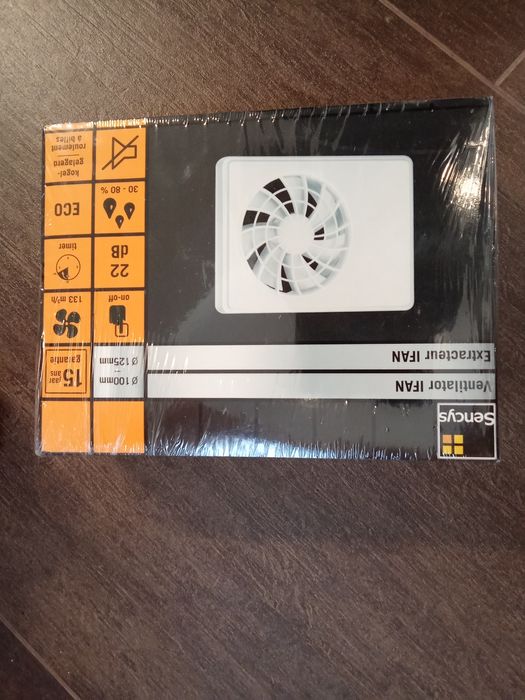 Sencys
Ventilator IFAN
Extracteur IFAN
Ø 100mm
Ø 125mm
15 jaar
ans
garantie
on-off
133 m³/h
22
dB
timer
30 - 80 %
ECO
kogel-
gelagerd
roulement
à billes